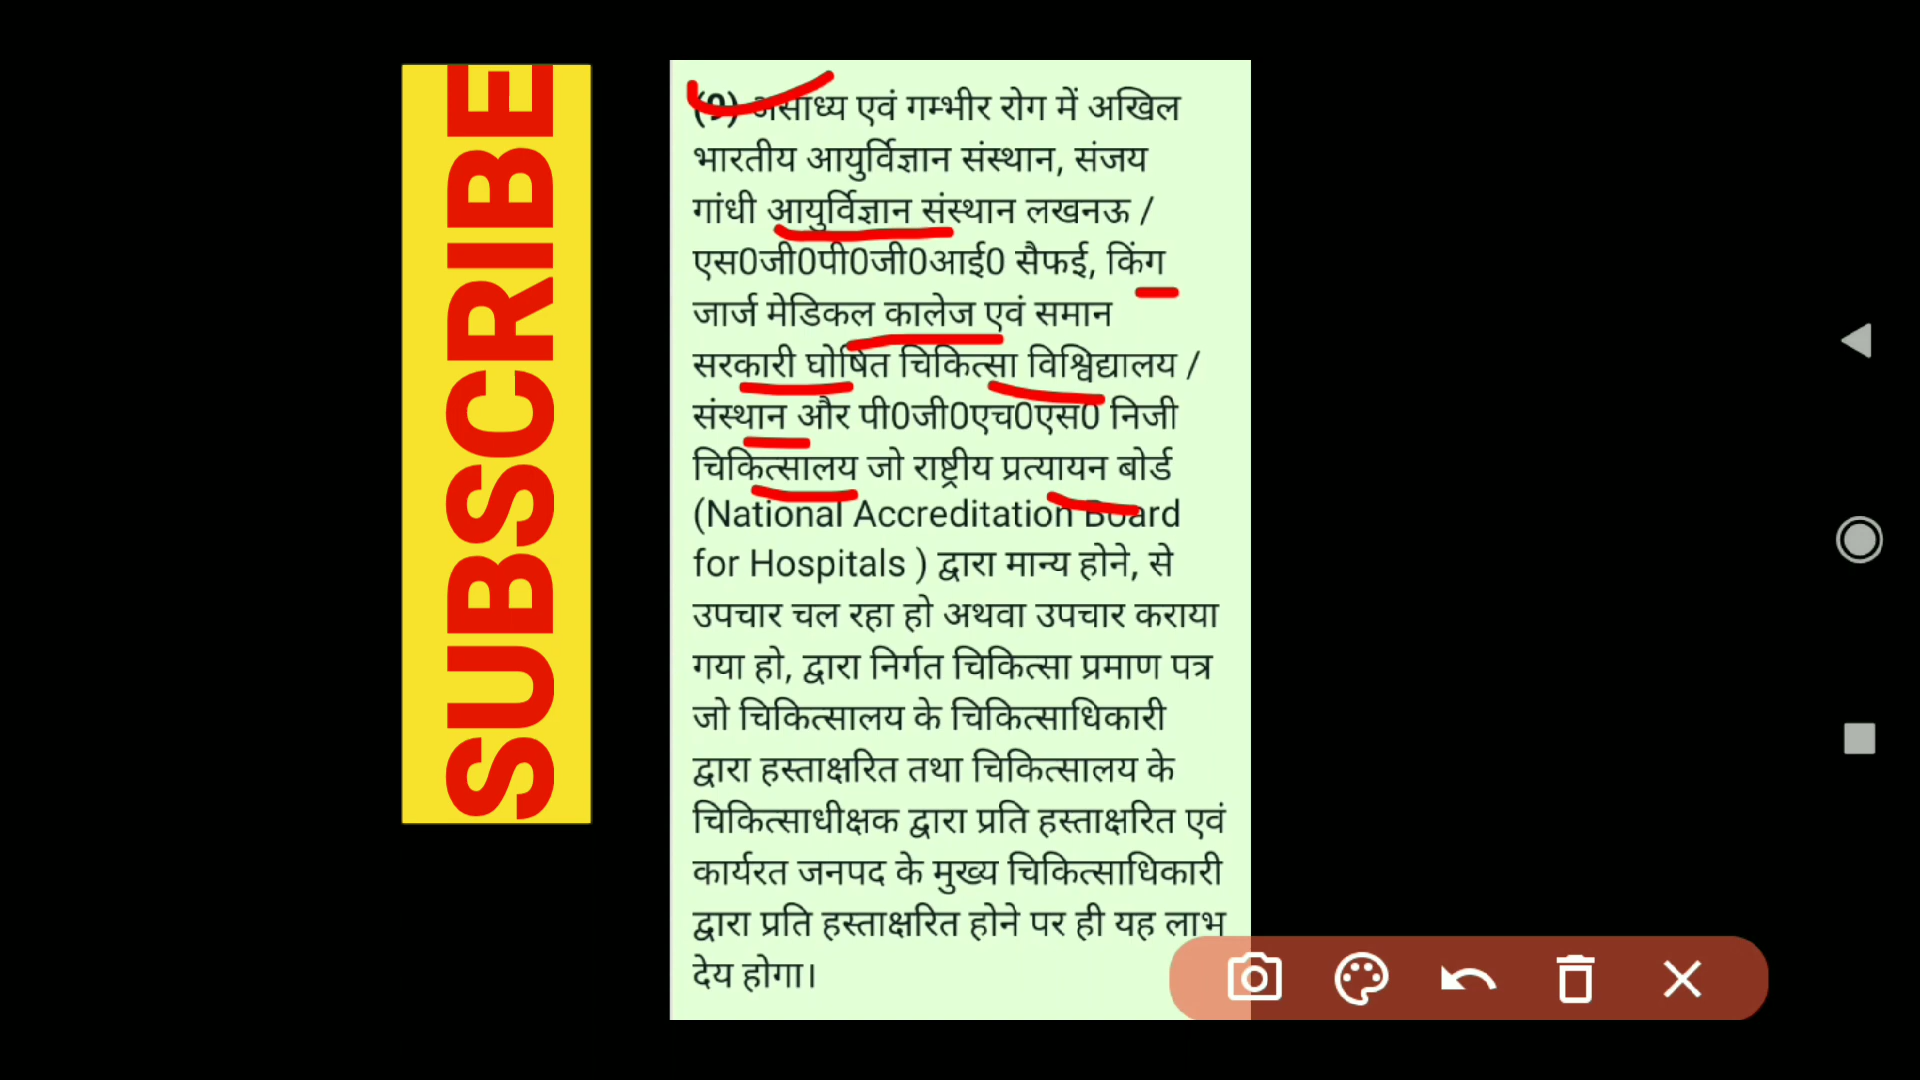 SUBSCRIBE
(9) असाध्य एवं गम्भीर रोग में अखिल
भारतीय आयुर्विज्ञान संस्थान, संजय
गांधी आयुर्विज्ञान संस्थान लखनऊ /
एस0जी0पी0जी0आई0 सैफई, किंग
जार्ज मेडिकल कालेज एवं समान
सरकारी घोषित चिकित्सा विश्विद्यालय /
संस्थान और पी0जी0एच0एस0 निजी
चिकित्सालय जो राष्ट्रीय प्रत्यायन बोर्ड
(National Accreditation Board
for Hospitals ) द्वारा मान्य होने, से
उपचार चल रहा हो अथवा उपचार कराया
गया हो, द्वारा निर्गत चिकित्सा प्रमाण पत्र
जो चिकित्सालय के चिकित्साधिकारी
द्वारा हस्ताक्षरित तथा चिकित्सालय के
चिकित्साधीक्षक द्वारा प्रति हस्ताक्षरित एवं
कार्यरत जनपद के मुख्य चिकित्साधिकारी
द्वारा प्रति हस्ताक्षरित होने पर ही यह लाभ
देय होगा।